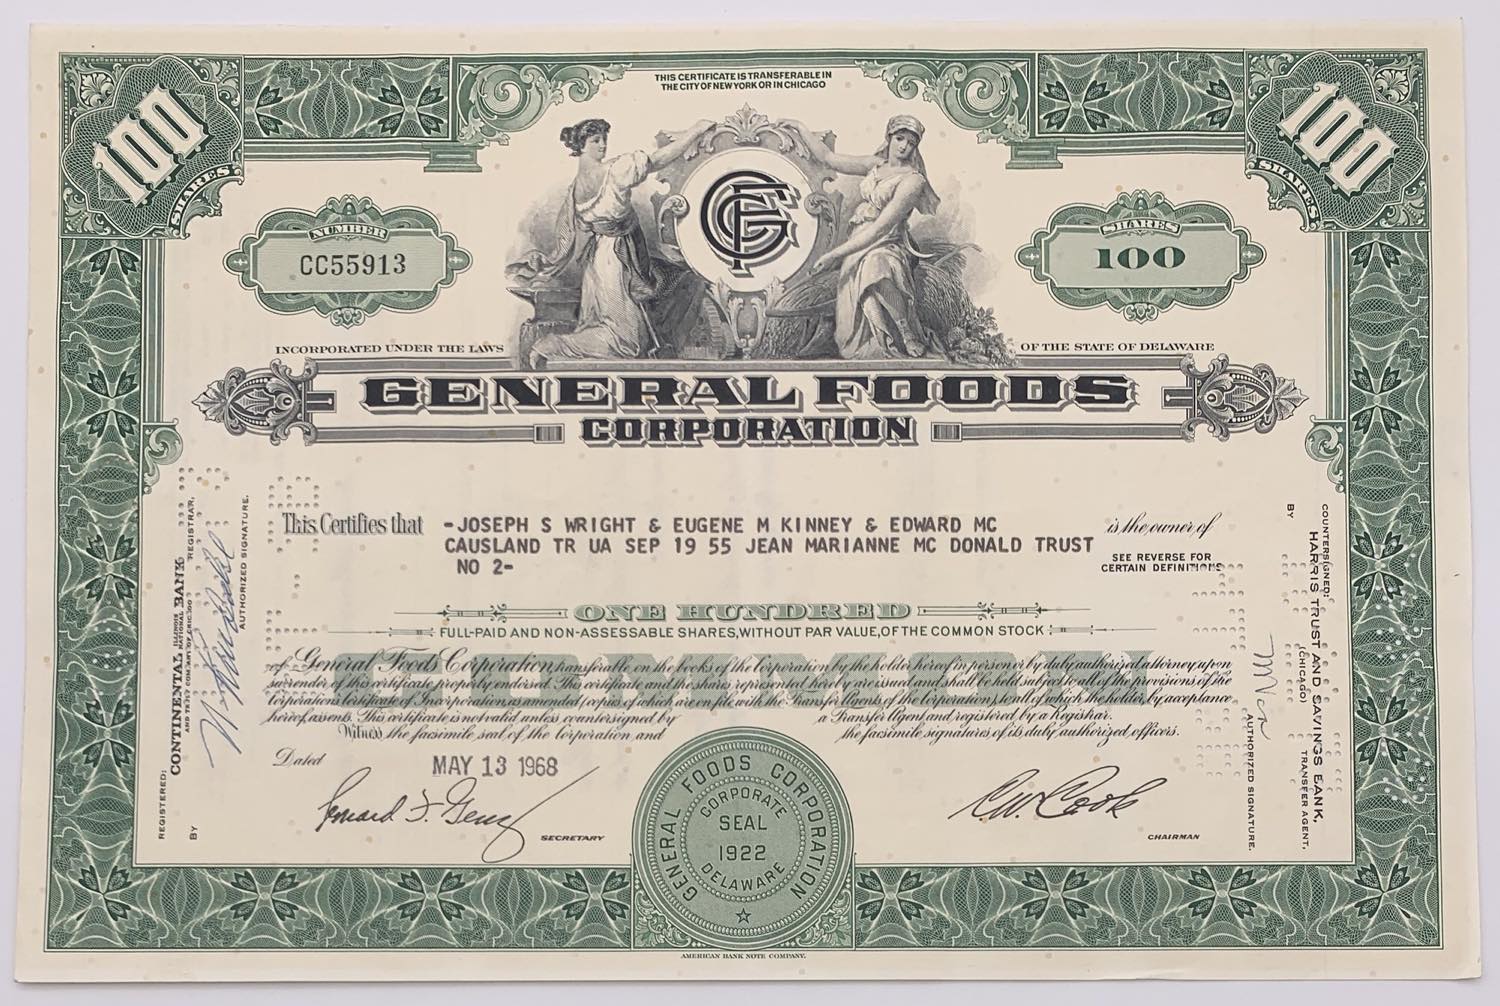 THIS CERTIFICATE IS TRANSFERABLE IN
THE CITY OF NEW YORK OR IN CHICAGO
100
SHARES
100
SHARES
NUMBER
CC55913
GF
SHARES
100
INCORPORATED UNDER THE LAWS
OF THE STATE OF DELAWARE
GENERAL FOODS
CORPORATION
This Certifies that
-JOSEPH S WRIGHT & EUGENE M KINNEY & EDWARD MC
CAUSLAND TR UA SEP 19 55 JEAN MARIANNE MC DONALD TRUST
NO 2-
is the owner of
SEE REVERSE FOR
CERTAIN DEFINITIONS
ONE HUNDRED
FULL-PAID AND NON-ASSESSABLE SHARES, WITHOUT PAR VALUE, OF THE COMMON STOCK
COMMON
of General Foods Corporation, transferable on the books of the Corporation by the holder hereof in person or by duly authorized attorney upon
surrender of this certificate properly endorsed. This certificate and the shares represented hereby are issued and shall be held subject to all of the provisions of the
Corporation's Certificate of Incorporation, as amended (copies of which are on file with the Transfer Agents of the Corporation), to all of which the holder, by acceptance
hereof, assents. This certificate is not valid unless countersigned by a Transfer Agent and registered by a Registrar.
Witness the facsimile seal of the Corporation and the facsimile signatures of its duly authorized officers.
Dated
MAY 13 1968
SECRETARY
C.W. Cook
CHAIRMAN
GENERAL FOODS CORPORATION
CORPORATE
SEAL
1922
DELAWARE
REGISTERED:
CONTINENTAL ILLINOIS NATIONAL BANK
AND TRUST COMPANY OF CHICAGO
REGISTRAR,
BY
AUTHORIZED SIGNATURE.
COUNTERSIGNED:
HARRIS TRUST AND SAVINGS BANK,
(CHICAGO)
TRANSFER AGENT,
BY
AUTHORIZED SIGNATURE.
AMERICAN BANK NOTE COMPANY.